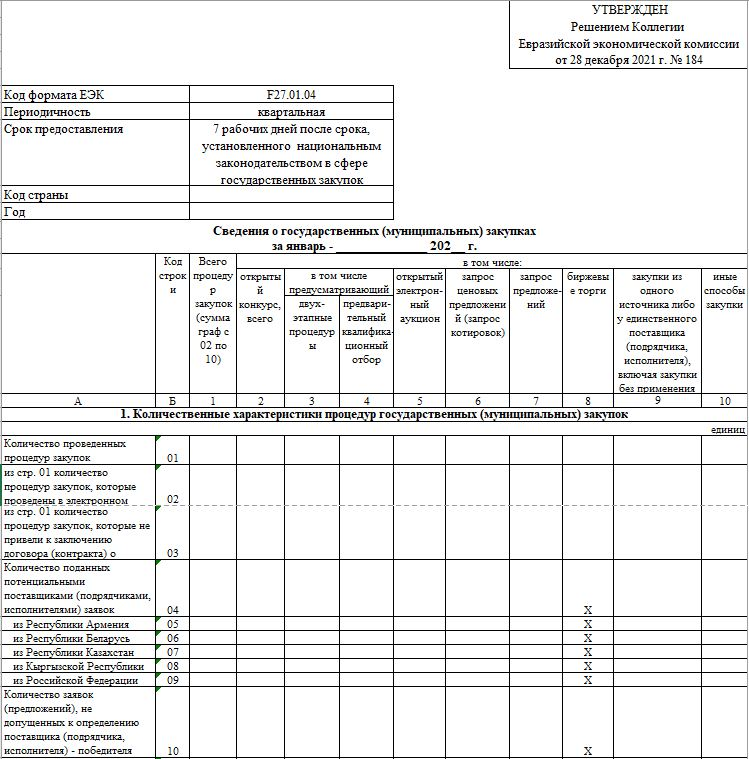 УТВЕРЖДЕН
Решением Коллегии
Евразийской экономической комиссии
от 28 декабря 2021 г. № 184
Код формата ЕЭК F27.01.04
Периодичность квартальная
Срок предоставления 7 рабочих дней после срока,
установленного национальным
законодательством в сфере
государственных закупок
Код страны
Год
Сведения о государственных (муниципальных) закупках
за январь - ______________ 202__ г.
Код
строк
и
Всего
процеду
р
закупок
(сумма
граф с
02 по
10)
в том числе:
открыты
й
конкурс,
всего
в том числе
предусматривающий
двух-
этапные
процедур
ы
предвари-
тельный
квалифика-
ционный
отбор
открытый
электрон-
ный
аукцион
запрос
ценовых
предложени
й (запрос
котировок)
запрос
предложе-
ний
биржевы
е торги
закупки из
одного
источника либо
у единственного
поставщика
(подрядчика,
исполнителя),
включая закупки
без применения
иные
способы
закупки
А Б 1 2 3 4 5 6 7 8 9 10
1. Количественные характеристики процедур государственных (муниципальных) закупок
единиц
Количество проведенных
процедур закупок 01
из стр. 01 количество
процедур закупок, которые
проведены в электронном 02
из стр. 01 количество
процедур закупок, которые не
привели к заключению
договора (контракта) о 03
Количество поданных
потенциальными
поставщиками (подрядчиками,
исполнителями) заявок 04 X
из Республики Армения 05 X
из Республики Беларусь 06 X
из Республики Казахстан 07 X
из Кыргызской Республики 08 X
из Российской Федерации 09 X
Количество заявок
(предложений), не
допущенных к определению
поставщика (подрядчика,
исполнителя) - победителя 10 X